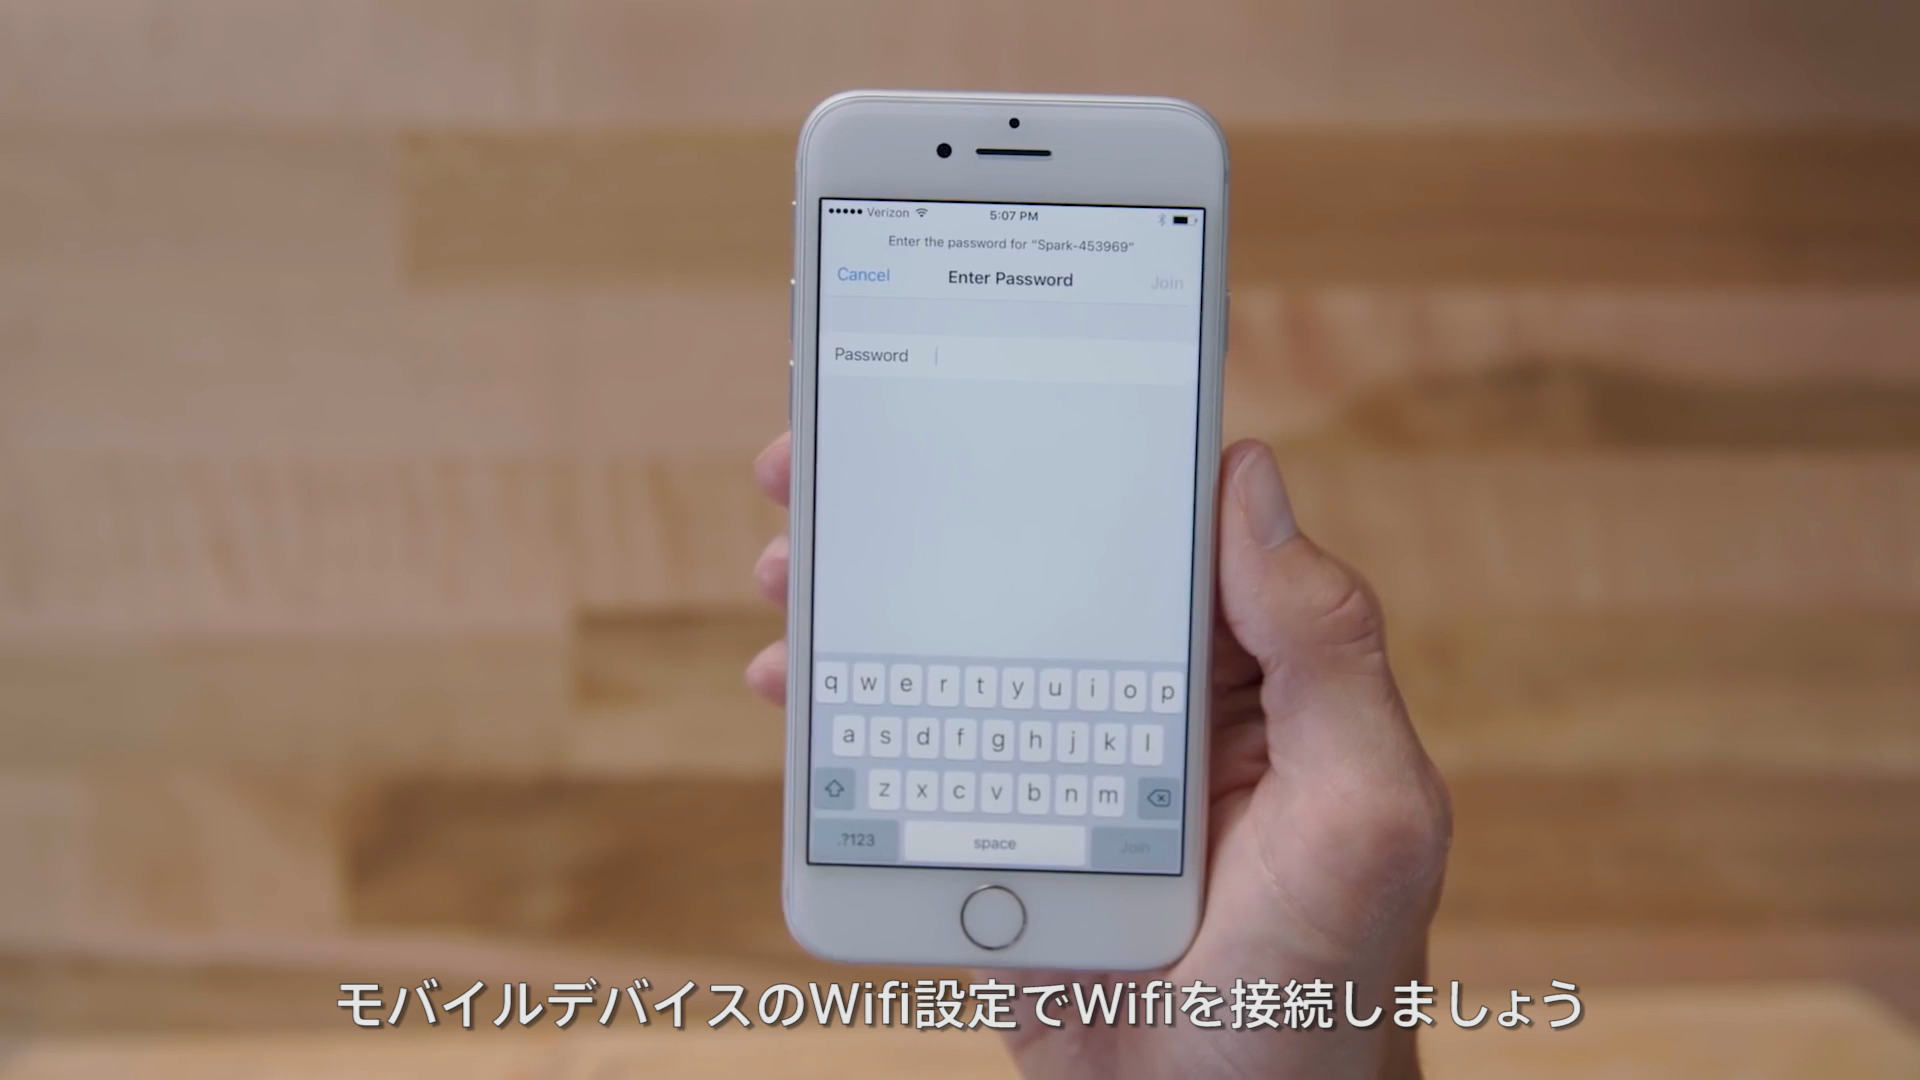 ●●●●● Verizon 5:07 PM
Enter the password for “Spark-453969”
Cancel Enter Password Join
Password
q w e r t y u i o p
a s d f g h j k l
z x c v b n m
.?123 space Join
モバイルデバイスのWifi設定でWifiを接続しましょう